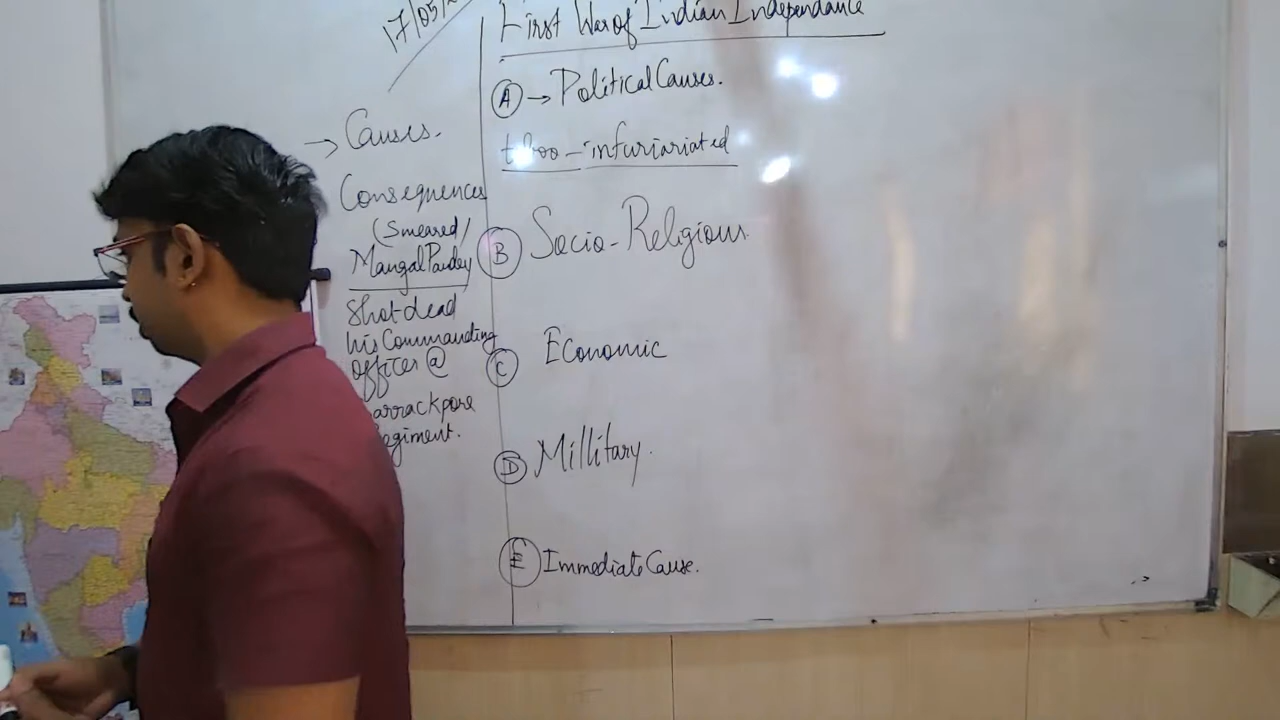 17/05/2
→ Causes.
Consequences
(Smeared/
Mangal Pandey
Shot dead
his Commanding
officer @
arrackpore
egiment.
First War of Indian Independance
A → Political Causes.
- infuriariated
B Socio-Religious
C Economic
D Millitary.
E Immediate Cause.